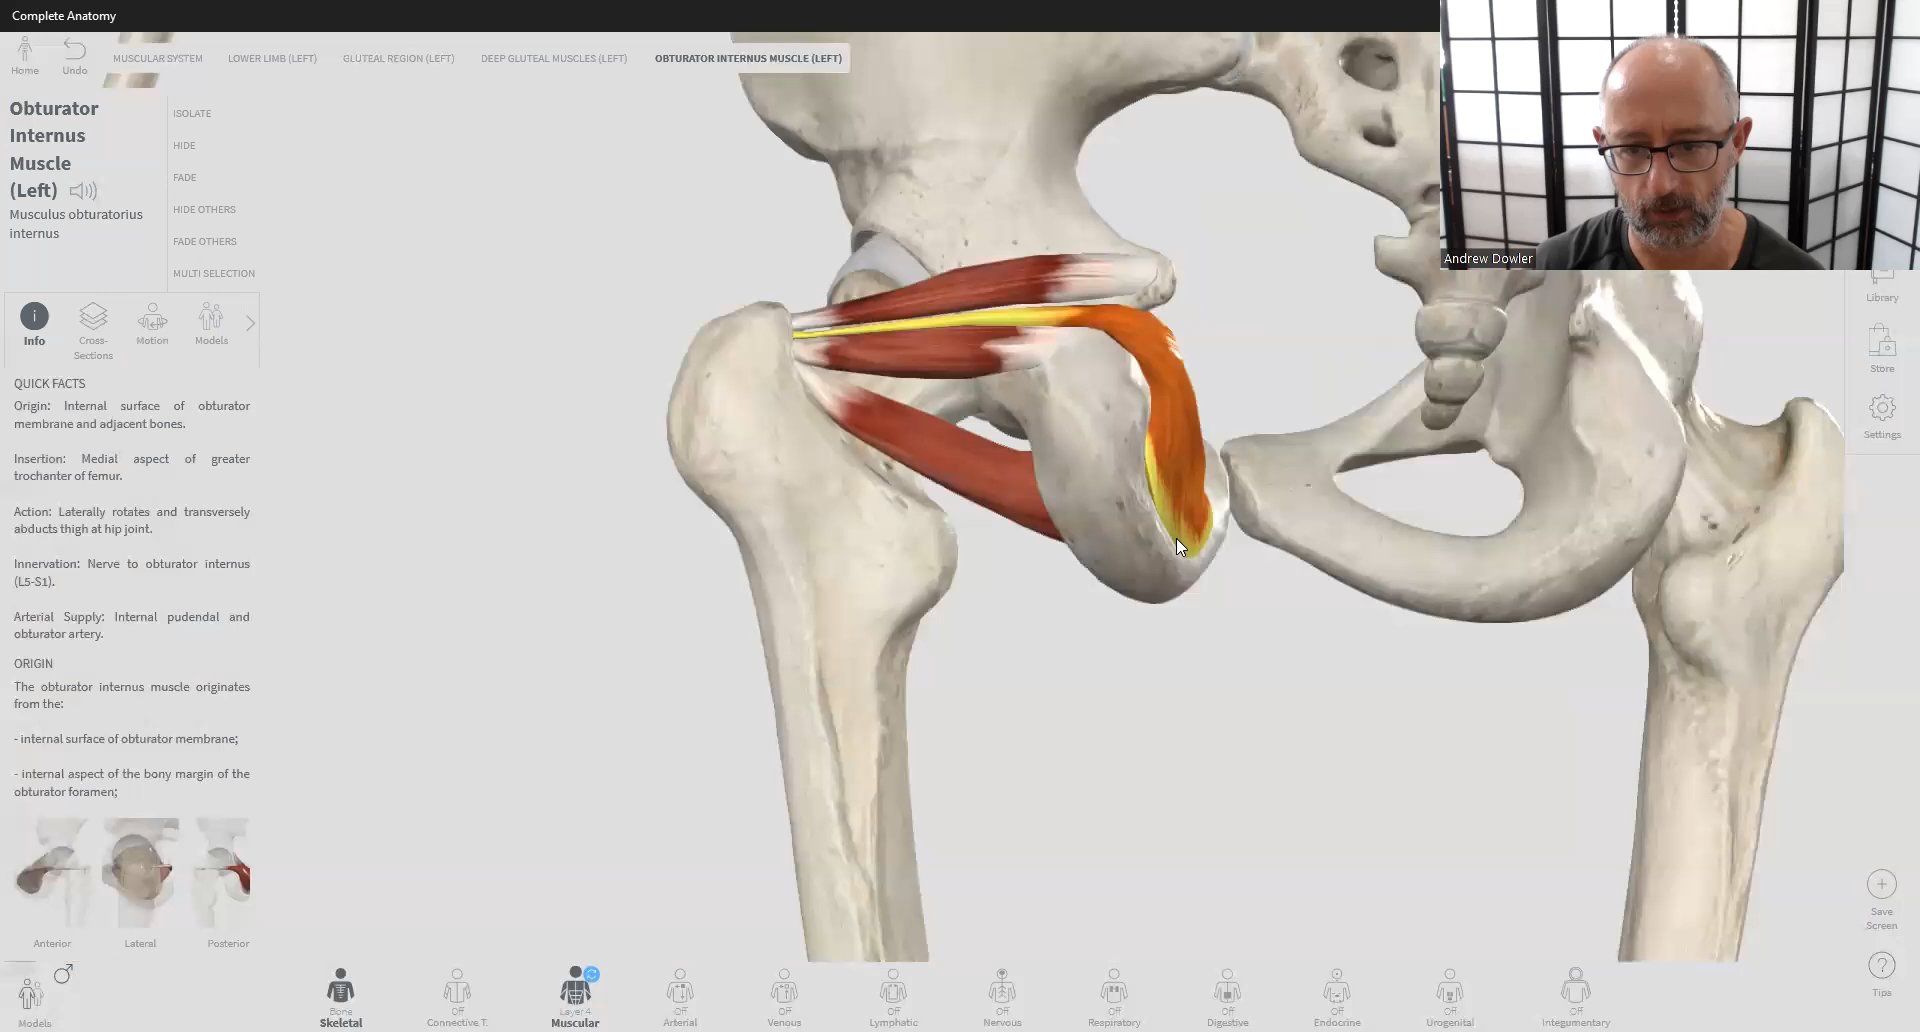 Complete Anatomy
Home
Undo
MUSCULAR SYSTEM
LOWER LIMB (LEFT)
GLUTEAL REGION (LEFT)
DEEP GLUTEAL MUSCLES (LEFT)
OBTURATOR INTERNUS MUSCLE (LEFT)
Obturator
Internus
Muscle
(Left)
Musculus obturatorius
internus
ISOLATE
HIDE
FADE
HIDE OTHERS
FADE OTHERS
MULTI SELECTION
Info
Cross-
Sections
Motion
Models
QUICK FACTS
Origin: Internal surface of obturator
membrane and adjacent bones.
Insertion: Medial aspect of greater
trochanter of femur.
Action: Laterally rotates and transversely
abducts thigh at hip joint.
Innervation: Nerve to obturator internus
(L5-S1).
Arterial Supply: Internal pudendal and
obturator artery.
ORIGIN
The obturator internus muscle originates
from the:
- internal surface of obturator membrane;
- internal aspect of the bony margin of the
obturator foramen;
Anterior
Lateral
Posterior
Models
Bone
Skeletal
Off
Connective T.
Layer 4
Muscular
Off
Arterial
Off
Venous
Off
Lymphatic
Off
Nervous
Off
Respiratory
Off
Digestive
Off
Endocrine
Off
Urogenital
Off
Integumentary
Andrew Dowler
Library
Store
Settings
Save
Screen
Tips